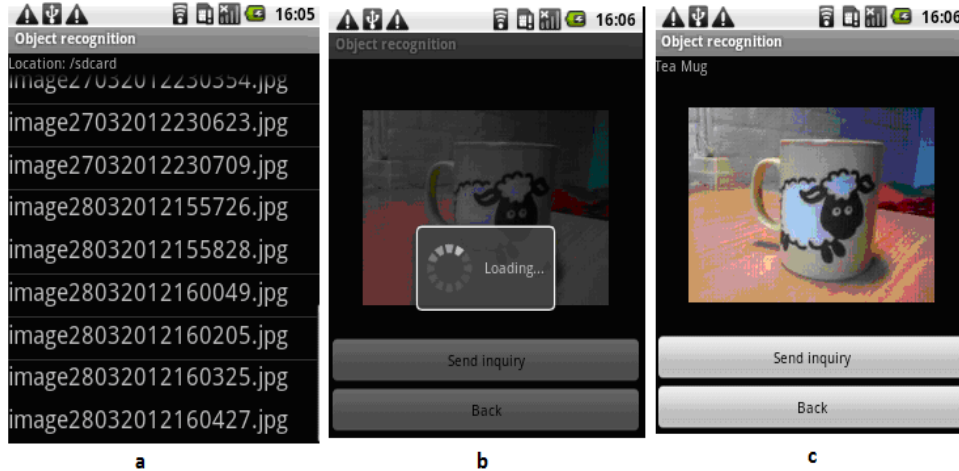 16:05
Object recognition
Location: /sdcard
image27032012230354.jpg
image27032012230623.jpg
image27032012230709.jpg
image28032012155726.jpg
image28032012155828.jpg
image28032012160049.jpg
image28032012160205.jpg
image28032012160325.jpg
image28032012160427.jpg
a
16:06
Object recognition
Loading...
Send inquiry
Back
b
16:06
Object recognition
Tea Mug
Send inquiry
Back
c